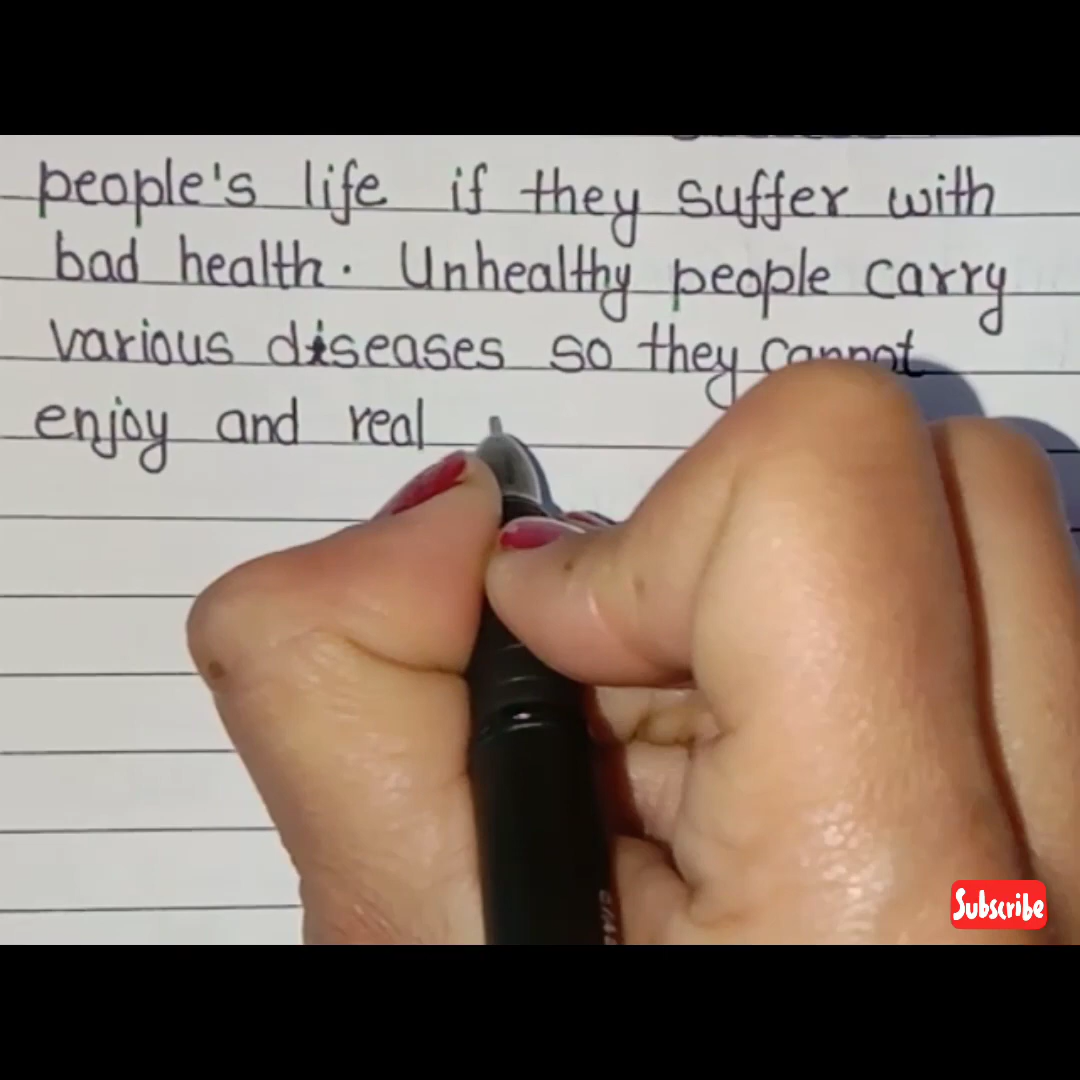 people's life if they suffer with
bad health. Unhealthy people carry
various diseases so they cannot
enjoy and real
Subscribe